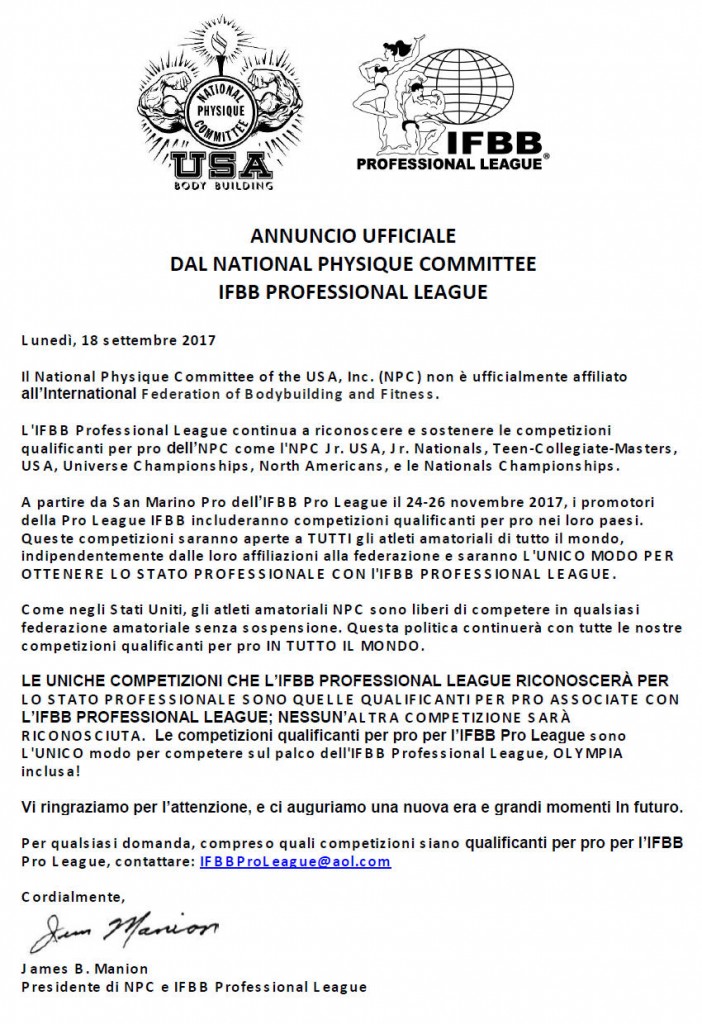 NATIONAL
PHYSIQUE
COMMITTEE
USA
BODY BUILDING
IFBB
PROFESSIONAL LEAGUE®
ANNUNCIO UFFICIALE
DAL NATIONAL PHYSIQUE COMMITTEE
IFBB PROFESSIONAL LEAGUE
Lunedì, 18 settembre 2017
Il National Physique Committee of the USA, Inc. (NPC) non è ufficialmente affiliato
all’International Federation of Bodybuilding and Fitness.
L'IFBB Professional League continua a riconoscere e sostenere le competizioni
qualificanti per pro dell’NPC come l'NPC Jr. USA, Jr. Nationals, Teen-Collegiate-Masters,
USA, Universe Championships, North Americans, e le Nationals Championships.
A partire da San Marino Pro dell’IFBB Pro League il 24-26 novembre 2017, i promotori
della Pro League IFBB includeranno competizioni qualificanti per pro nei loro paesi.
Queste competizioni saranno aperte a TUTTI gli atleti amatoriali di tutto il mondo,
indipendentemente dalle loro affiliazioni alla federazione e saranno L'UNICO MODO PER
OTTENERE LO STATO PROFESSIONALE CON l'IFBB PROFESSIONAL LEAGUE.
Come negli Stati Uniti, gli atleti amatoriali NPC sono liberi di competere in qualsiasi
federazione amatoriale senza sospensione. Questa politica continuerà con tutte le nostre
competizioni qualificanti per pro IN TUTTO IL MONDO.
LE UNICHE COMPETIZIONI CHE L’IFBB PROFESSIONAL LEAGUE RICONOSCERÀ PER
LO STATO PROFESSIONALE SONO QUELLE QUALIFICANTI PER PRO ASSOCIATE CON
L’IFBB PROFESSIONAL LEAGUE; NESSUN’ALTRA COMPETIZIONE SARÀ
RICONOSCIUTA. Le competizioni qualificanti per pro per l’IFBB Pro League sono
L'UNICO modo per competere sul palco dell'IFBB Professional League, OLYMPIA
inclusa!
Vi ringraziamo per l’attenzione, e ci auguriamo una nuova era e grandi momenti In futuro.
Per qualsiasi domanda, compreso quali competizioni siano qualificanti per pro per l’IFBB
Pro League, contattare: IFBBProLeague@aol.com
Cordialmente,
Jim Manion
James B. Manion
Presidente di NPC e IFBB Professional League